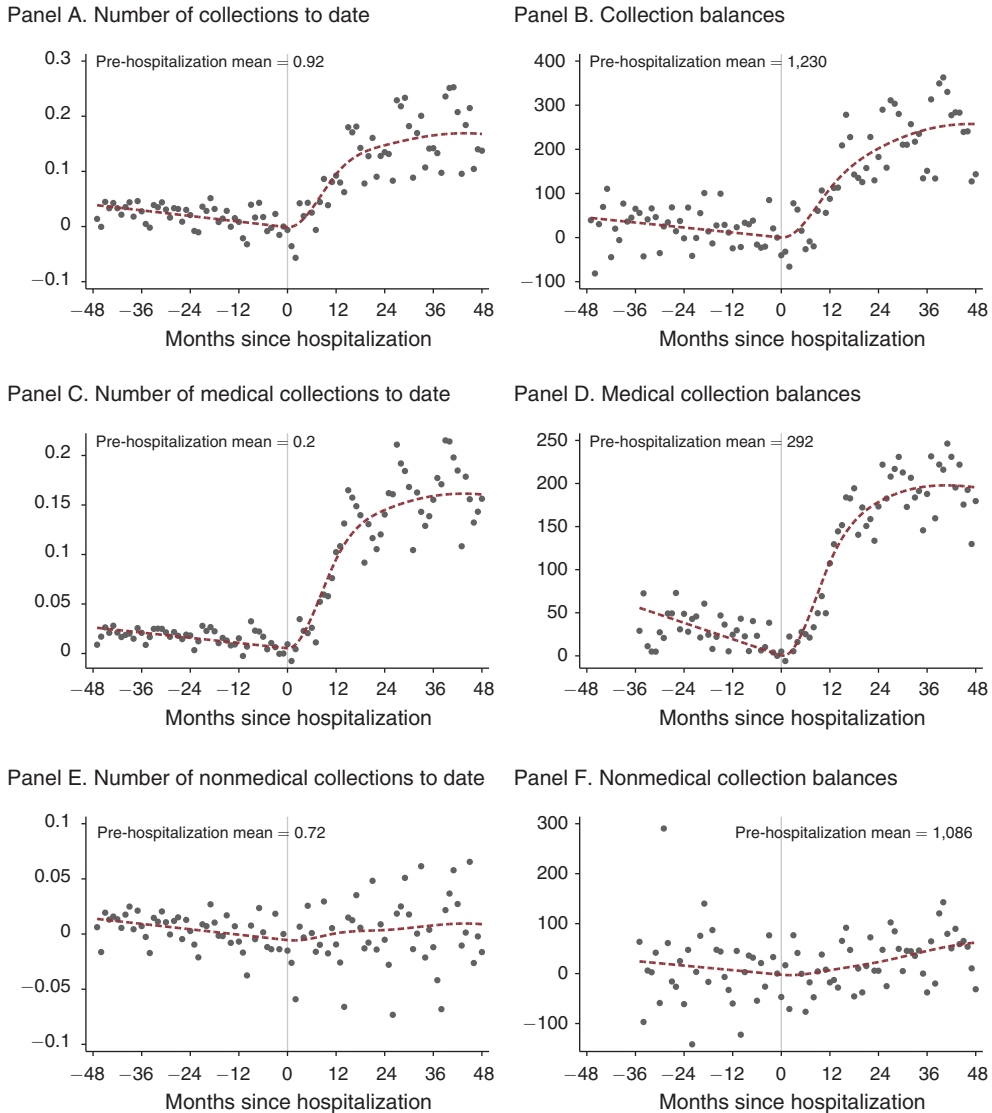 Panel A. Number of collections to date
Pre-hospitalization mean = 0.92
0.3
0.2
0.1
0
−0.1
−48 −36 −24 −12 0 12 24 36 48
Months since hospitalization
Panel B. Collection balances
Pre-hospitalization mean = 1,230
400
300
200
100
0
−100
−48 −36 −24 −12 0 12 24 36 48
Months since hospitalization
Panel C. Number of medical collections to date
Pre-hospitalization mean = 0.2
0.2
0.15
0.1
0.05
0
−48 −36 −24 −12 0 12 24 36 48
Months since hospitalization
Panel D. Medical collection balances
Pre-hospitalization mean = 292
250
200
150
100
50
0
−48 −36 −24 −12 0 12 24 36 48
Months since hospitalization
Panel E. Number of nonmedical collections to date
Pre-hospitalization mean = 0.72
0.1
0.05
0
−0.05
−0.1
−48 −36 −24 −12 0 12 24 36 48
Months since hospitalization
Panel F. Nonmedical collection balances
Pre-hospitalization mean = 1,086
300
200
100
0
−100
−48 −36 −24 −12 0 12 24 36 48
Months since hospitalization